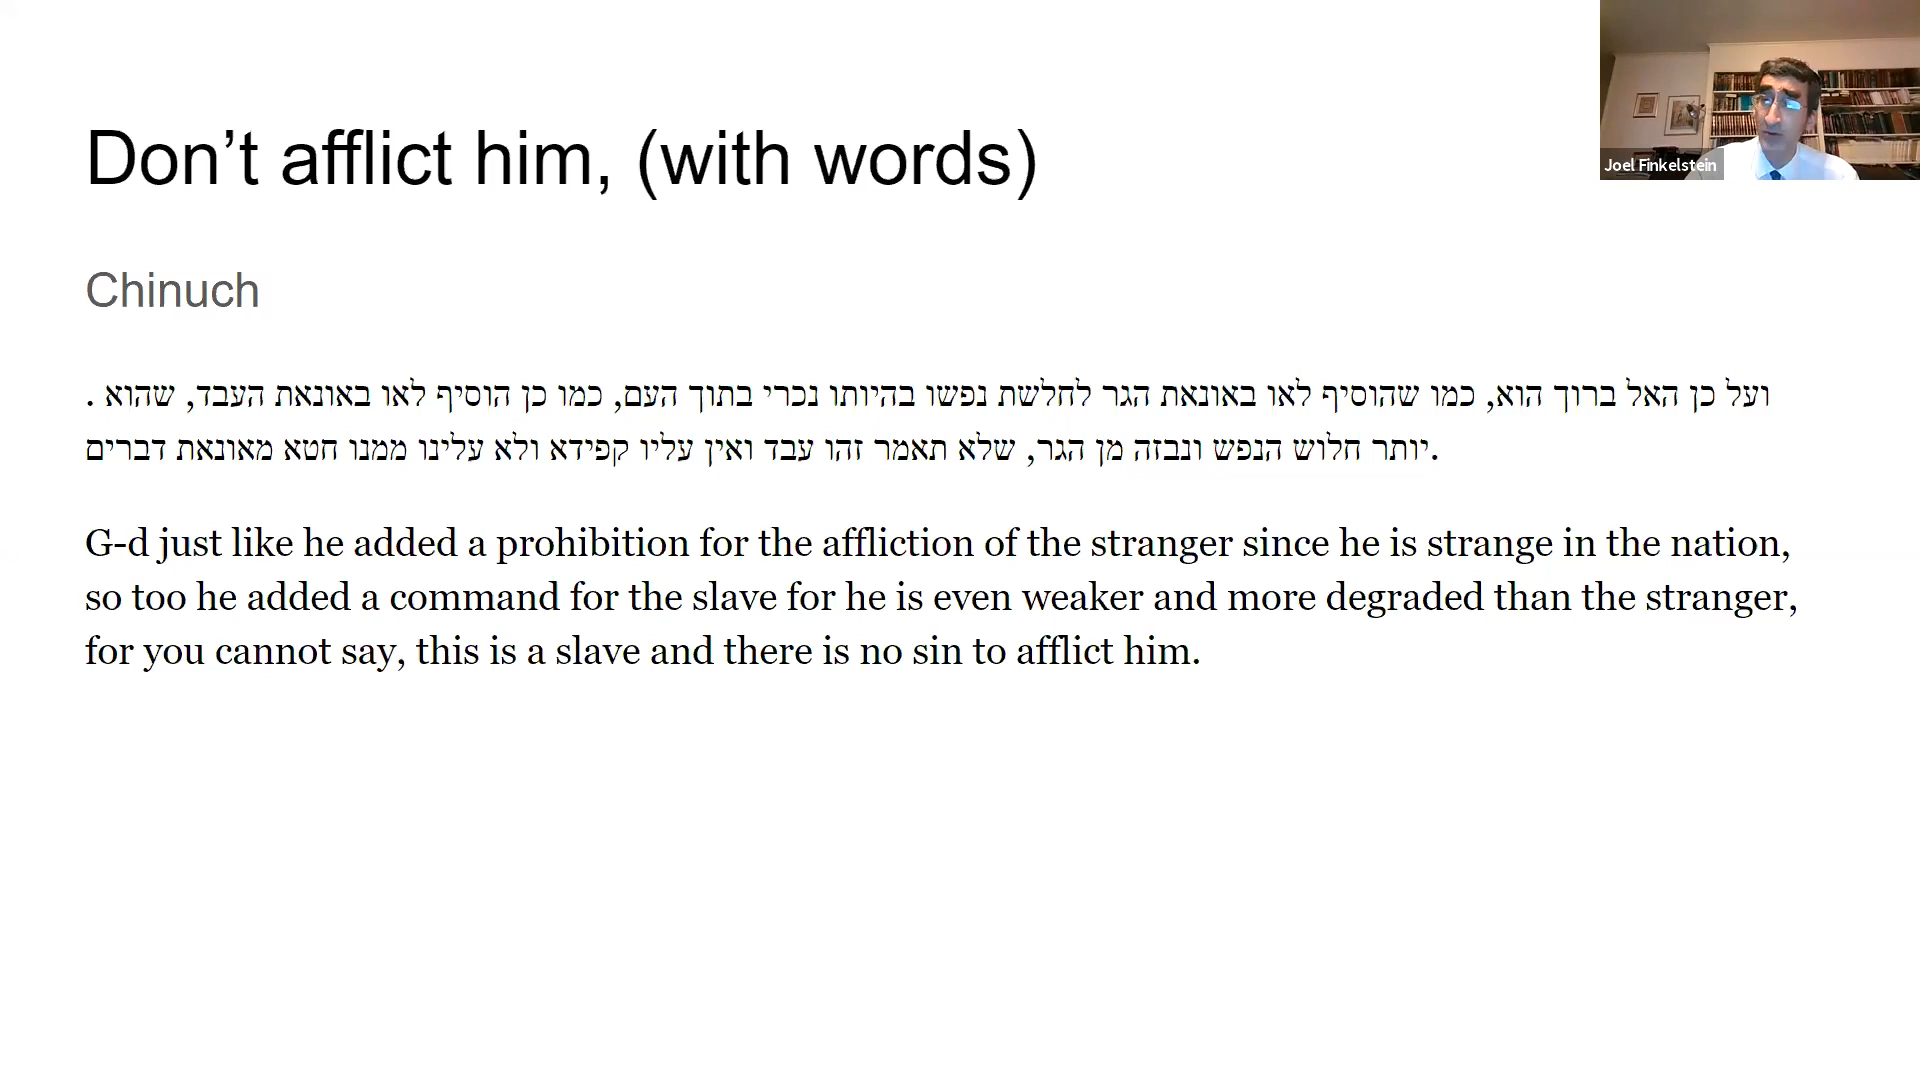 Don’t afflict him, (with words)
Joel Finkelstein
Chinuch
ועל כן האל ברוך הוא, כמו שהוסיף לאו באונאת הגר לחלשת נפשו בהיותו נכרי בתוך העם, כמו כן הוסיף לאו באונאת העבד, שהוא .
יותר חלוש הנפש ונבזה מן הגר, שלא תאמר זהו עבד ואין עליו קפידא ולא עלינו ממנו חטא מאונאת דברים.
G-d just like he added a prohibition for the affliction of the stranger since he is strange in the nation,
so too he added a command for the slave for he is even weaker and more degraded than the stranger,
for you cannot say, this is a slave and there is no sin to afflict him.